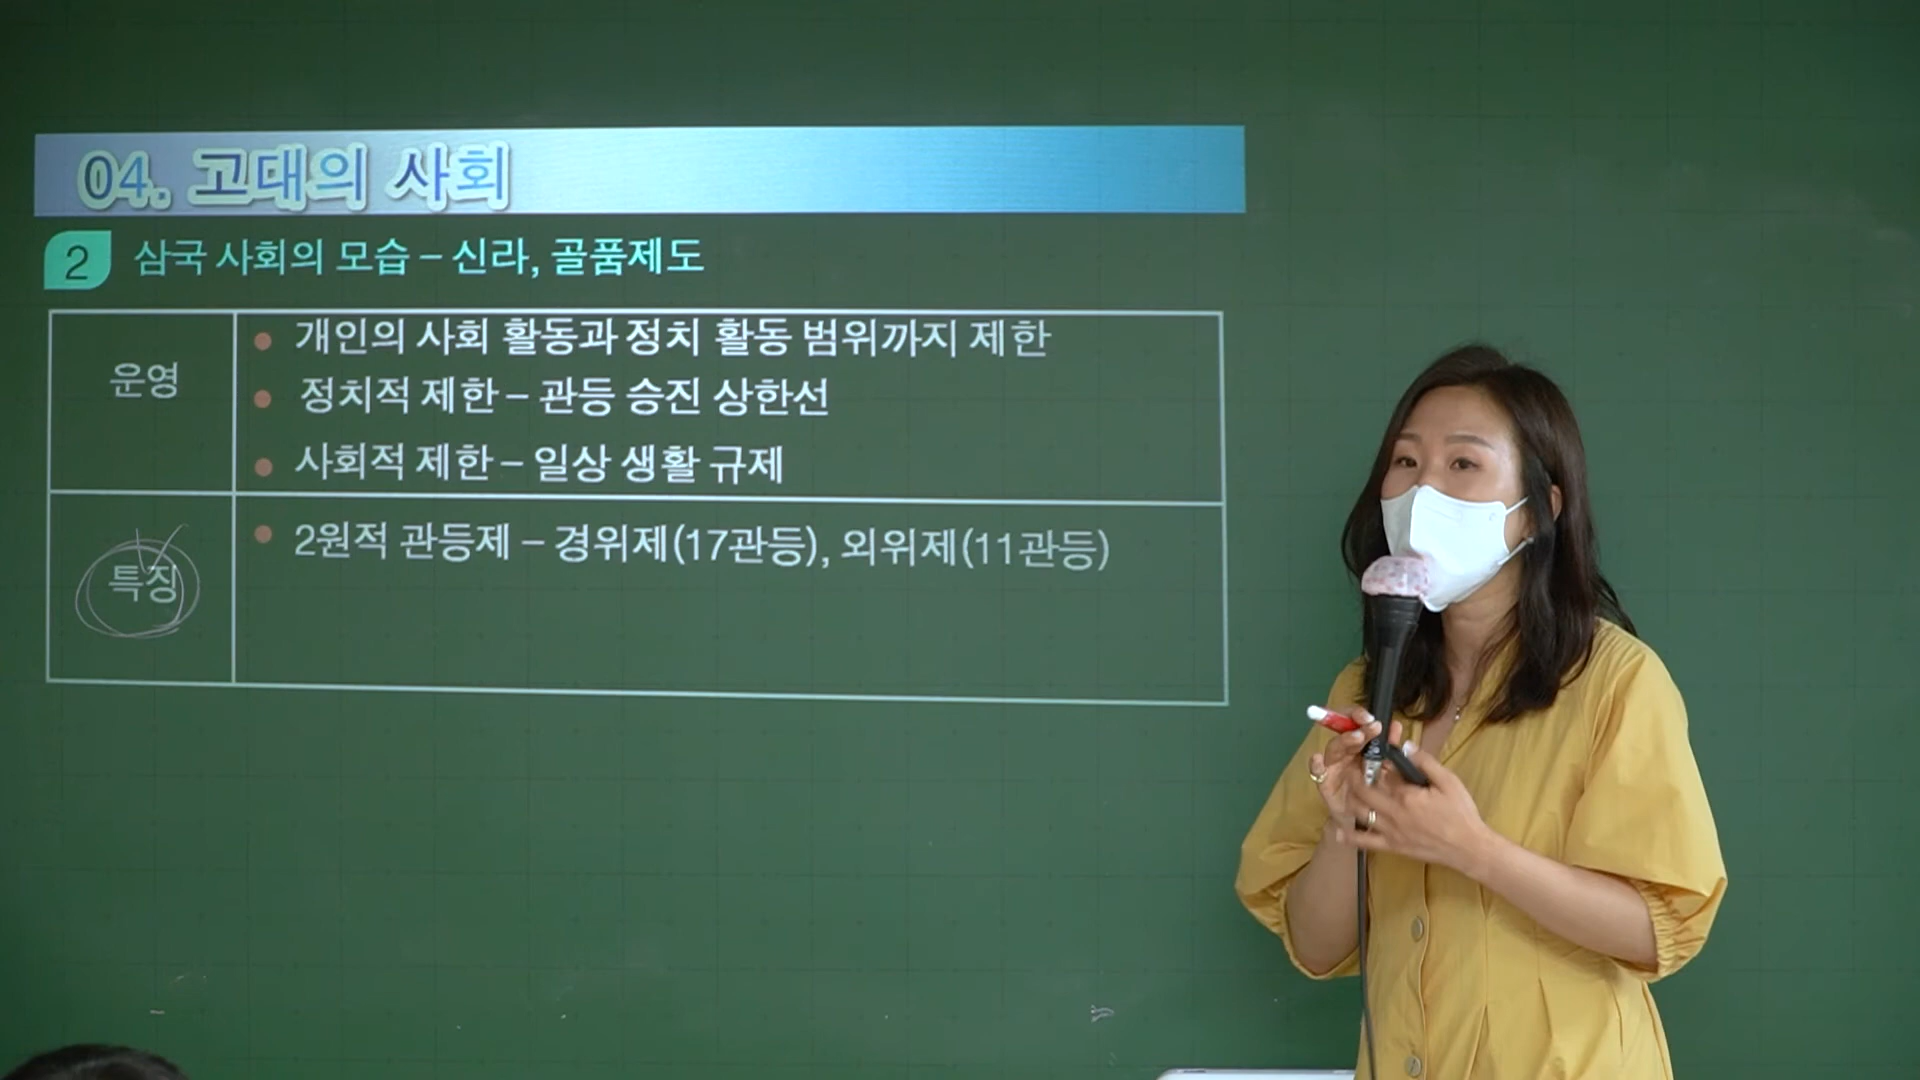 04. 고대의 사회
2 삼국 사회의 모습 – 신라, 골품제도
운영
개인의 사회 활동과 정치 활동 범위까지 제한
정치적 제한 – 관등 승진 상한선
사회적 제한 – 일상 생활 규제
특징
2원적 관등제 – 경위제(17관등), 외위제(11관등)